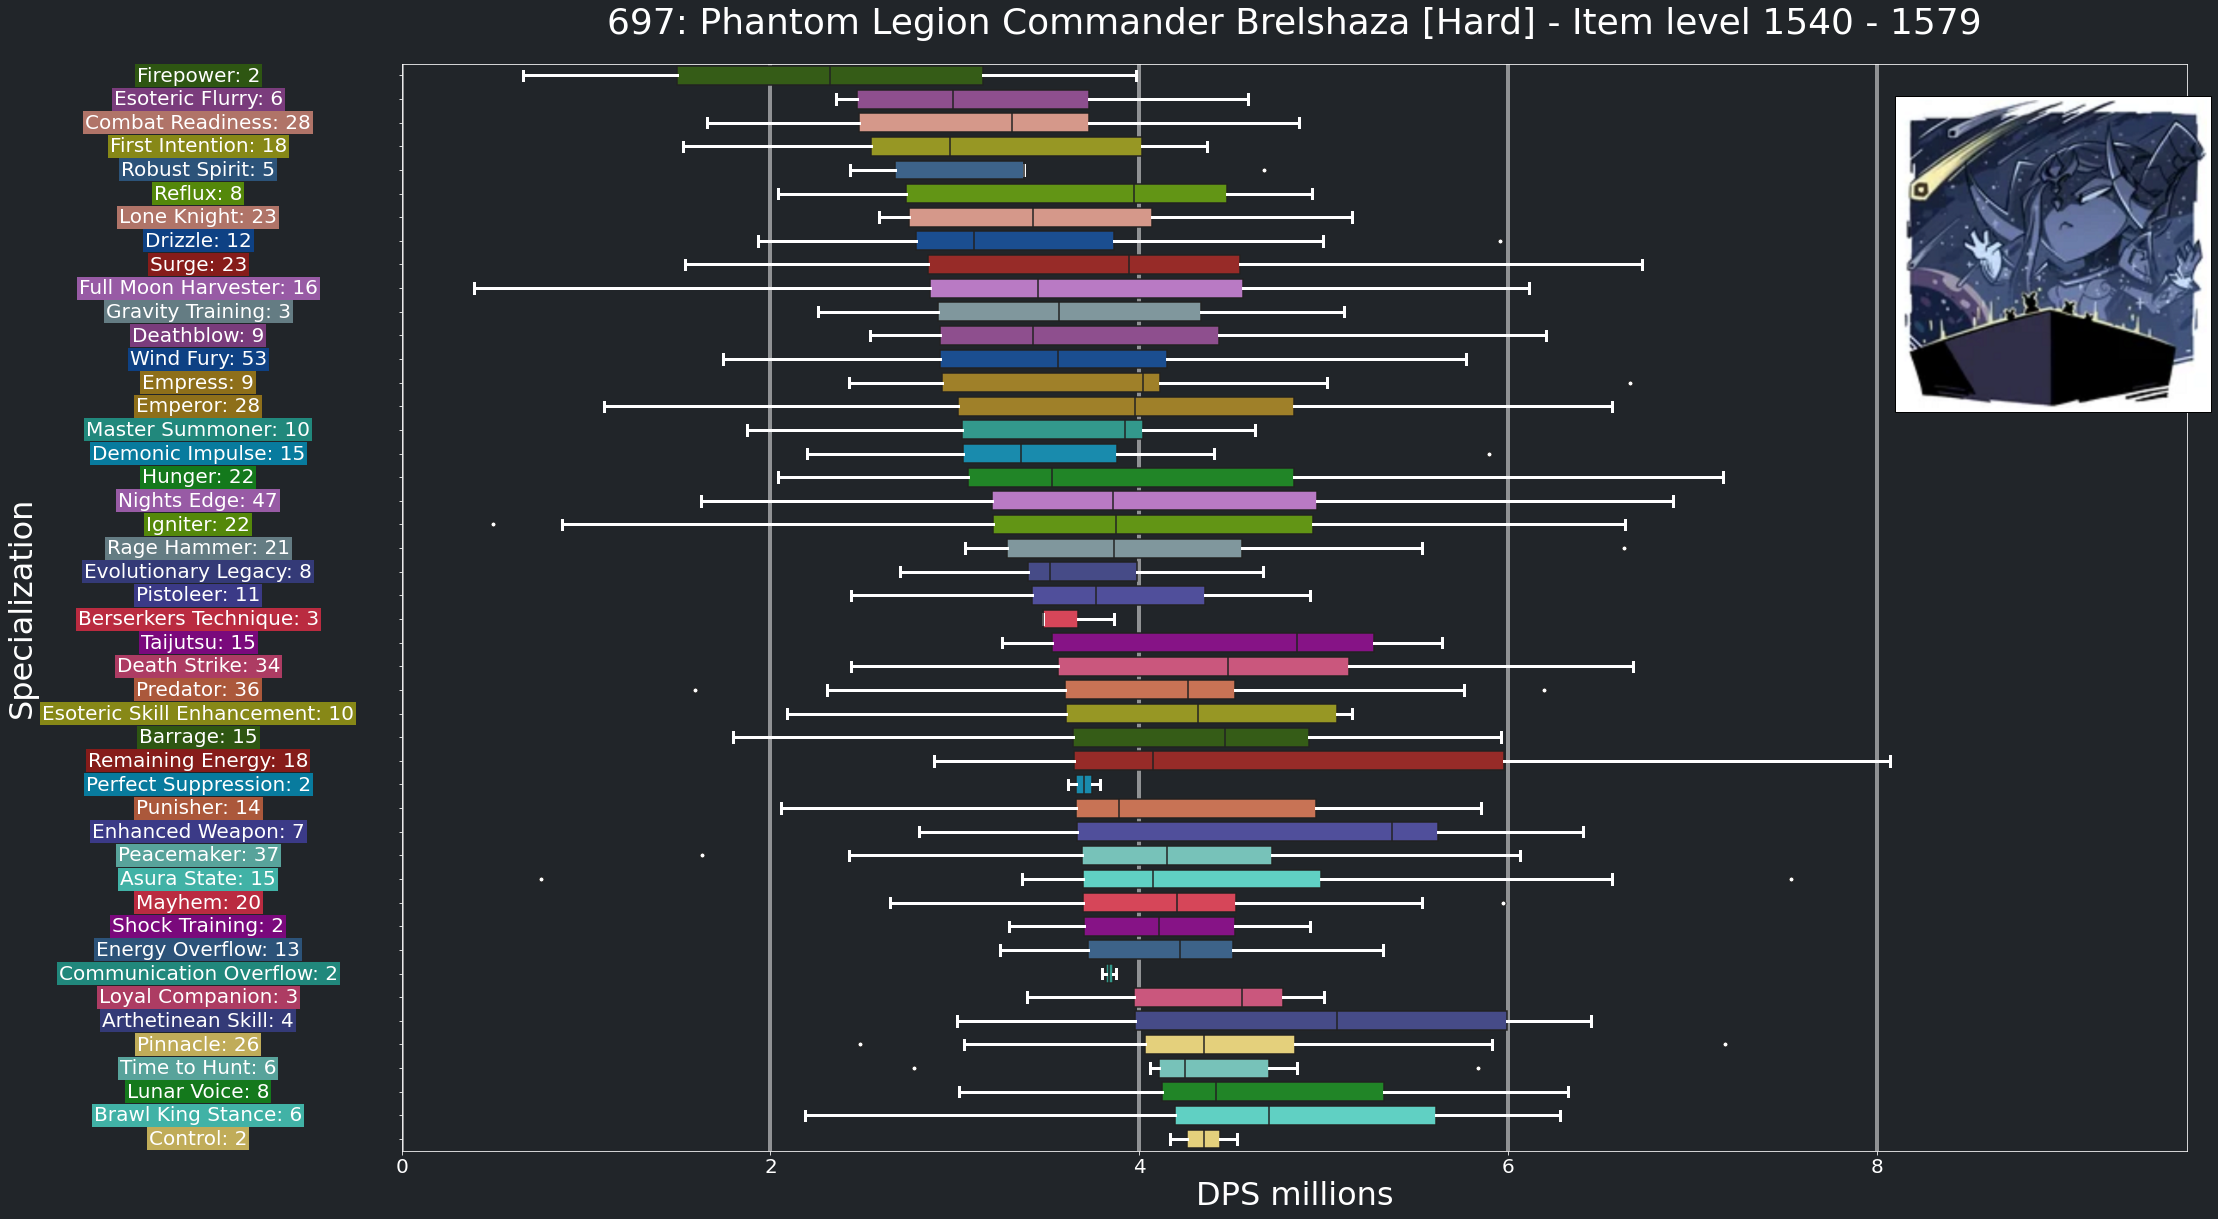 697: Phantom Legion Commander Brelshaza [Hard] - Item level 1540 - 1579
Specialization
Firepower: 2
Esoteric Flurry: 6
Combat Readiness: 28
First Intention: 18
Robust Spirit: 5
Reflux: 8
Lone Knight: 23
Drizzle: 12
Surge: 23
Full Moon Harvester: 16
Gravity Training: 3
Deathblow: 9
Wind Fury: 53
Empress: 9
Emperor: 28
Master Summoner: 10
Demonic Impulse: 15
Hunger: 22
Nights Edge: 47
Igniter: 22
Rage Hammer: 21
Evolutionary Legacy: 8
Pistoleer: 11
Berserkers Technique: 3
Taijutsu: 15
Death Strike: 34
Predator: 36
Esoteric Skill Enhancement: 10
Barrage: 15
Remaining Energy: 18
Perfect Suppression: 2
Punisher: 14
Enhanced Weapon: 7
Peacemaker: 37
Asura State: 15
Mayhem: 20
Shock Training: 2
Energy Overflow: 13
Communication Overflow: 2
Loyal Companion: 3
Arthetinean Skill: 4
Pinnacle: 26
Time to Hunt: 6
Lunar Voice: 8
Brawl King Stance: 6
Control: 2
0 2 4 6 8
DPS millions